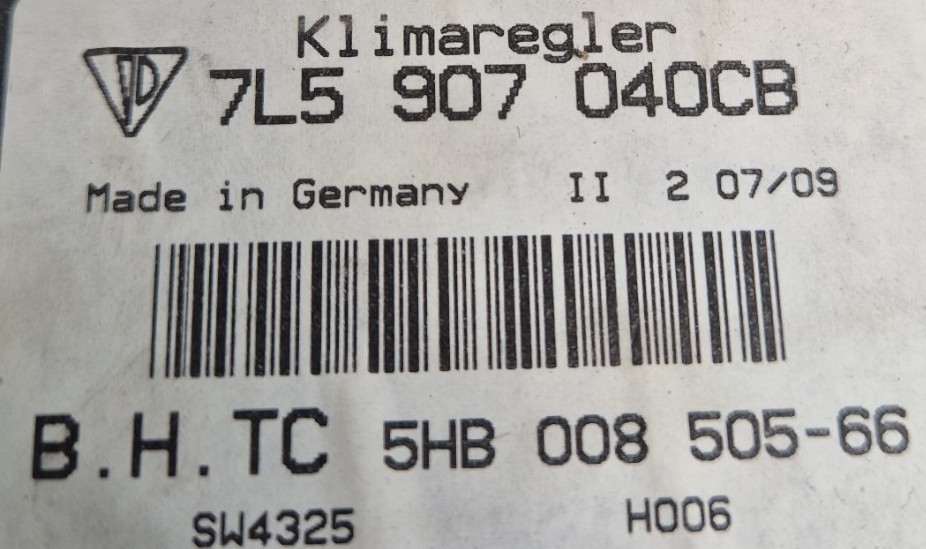 Klimaregler
7L5 907 040CB
Made in Germany II 2 07/09
B.H.TC 5HB 008 505-66
SW4325 H006